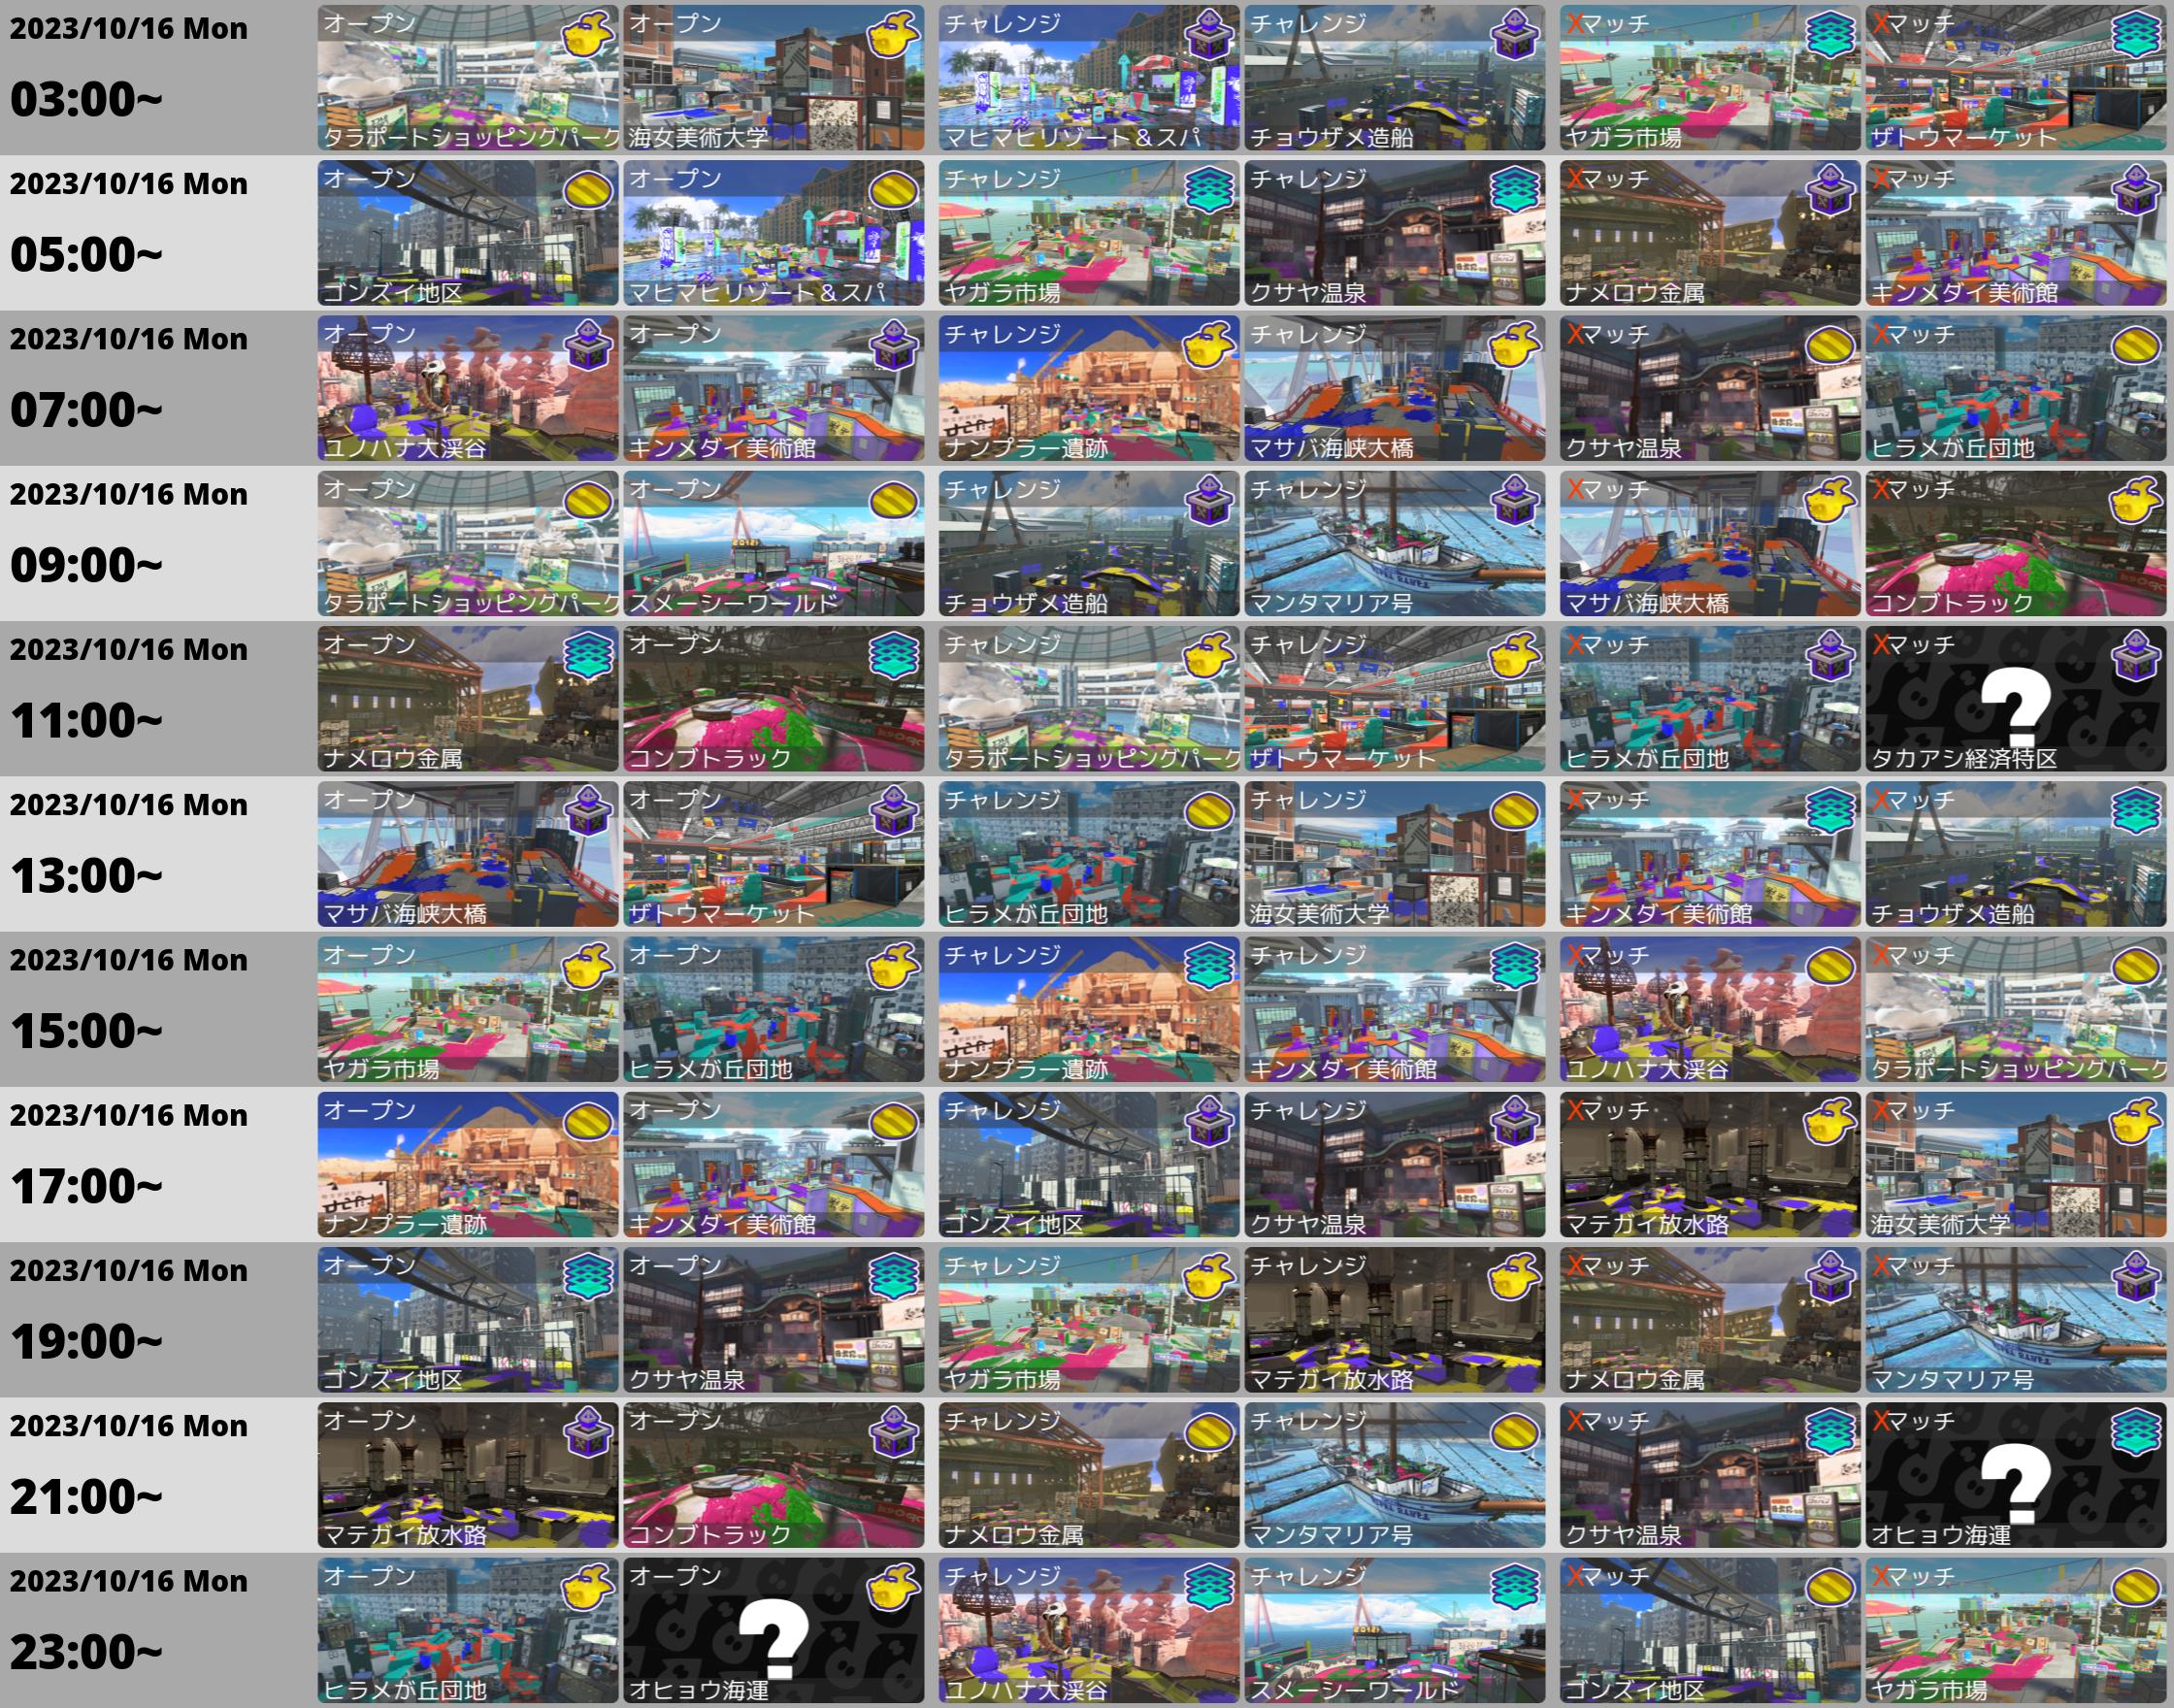 2023/10/16 Mon
03:00~
オープン
タラポートショッピングパーク
オープン
海女美術大学
チャレンジ
マヒマヒリゾート＆スパ
チャレンジ
チョウザメ造船
Xマッチ
ヤガラ市場
Xマッチ
ザトウマーケット
2023/10/16 Mon
05:00~
オープン
ゴンズイ地区
オープン
マヒマヒリゾート＆スパ
チャレンジ
ヤガラ市場
チャレンジ
クサヤ温泉
Xマッチ
ナメロウ金属
Xマッチ
キンメダイ美術館
2023/10/16 Mon
07:00~
オープン
ユノハナ大渓谷
オープン
キンメダイ美術館
チャレンジ
ナンプラー遺跡
チャレンジ
マサバ海峡大橋
Xマッチ
クサヤ温泉
Xマッチ
ヒラメが丘団地
2023/10/16 Mon
09:00~
オープン
タラポートショッピングパーク
オープン
スメーシーワールド
チャレンジ
チョウザメ造船
チャレンジ
マンタマリア号
Xマッチ
マサバ海峡大橋
Xマッチ
コンブトラック
2023/10/16 Mon
11:00~
オープン
ナメロウ金属
オープン
コンブトラック
チャレンジ
タラポートショッピングパーク
チャレンジ
ザトウマーケット
Xマッチ
ヒラメが丘団地
Xマッチ
?
タカアシ経済特区
2023/10/16 Mon
13:00~
オープン
マサバ海峡大橋
オープン
ザトウマーケット
チャレンジ
ヒラメが丘団地
チャレンジ
海女美術大学
Xマッチ
キンメダイ美術館
Xマッチ
チョウザメ造船
2023/10/16 Mon
15:00~
オープン
ヤガラ市場
オープン
ヒラメが丘団地
チャレンジ
ナンプラー遺跡
チャレンジ
キンメダイ美術館
Xマッチ
ユノハナ大渓谷
Xマッチ
タラポートショッピングパーク
2023/10/16 Mon
17:00~
オープン
ナンプラー遺跡
オープン
キンメダイ美術館
チャレンジ
ゴンズイ地区
チャレンジ
クサヤ温泉
Xマッチ
マテガイ放水路
Xマッチ
海女美術大学
2023/10/16 Mon
19:00~
オープン
ゴンズイ地区
オープン
クサヤ温泉
チャレンジ
ヤガラ市場
チャレンジ
マテガイ放水路
Xマッチ
ナメロウ金属
Xマッチ
マンタマリア号
2023/10/16 Mon
21:00~
オープン
マテガイ放水路
オープン
コンブトラック
チャレンジ
ナメロウ金属
チャレンジ
マンタマリア号
Xマッチ
クサヤ温泉
Xマッチ
?
オヒョウ海運
2023/10/16 Mon
23:00~
オープン
ヒラメが丘団地
オープン
?
オヒョウ海運
チャレンジ
ユノハナ大渓谷
チャレンジ
スメーシーワールド
Xマッチ
ゴンズイ地区
Xマッチ
ヤガラ市場